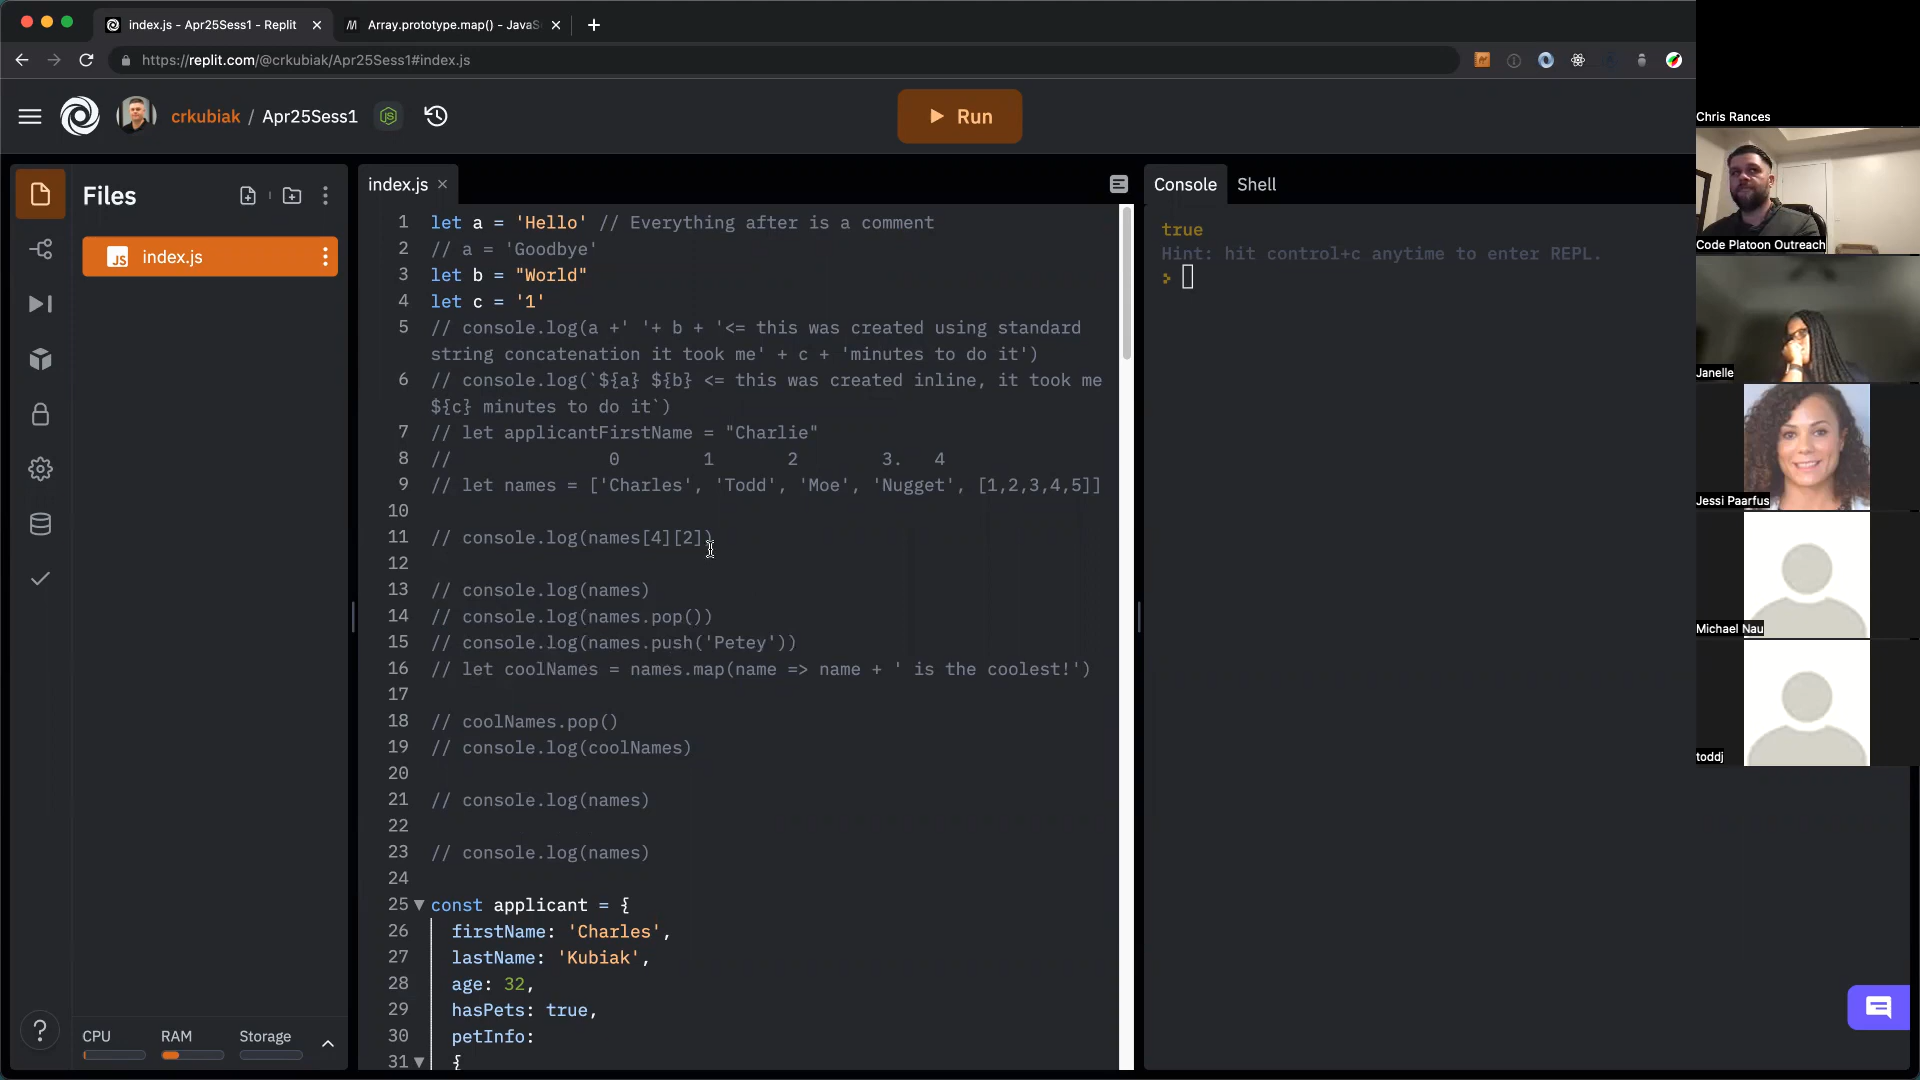 index.js - Apr25Sess1 - Replit
Array.prototype.map() - JavaS
https://replit.com/@crkubiak/Apr25Sess1#index.js
crkubiak / Apr25Sess1
Run
Files
index.js
Console
Shell
JS index.js
1 let a = 'Hello' // Everything after is a comment
2 // a = 'Goodbye'
3 let b = "World"
4 let c = '1'
5 // console.log(a +' '+ b + '<= this was created using standard
string concatenation it took me' + c + 'minutes to do it')
6 // console.log(`${a} ${b} <= this was created inline, it took me
${c} minutes to do it`)
7 // let applicantFirstName = "Charlie"
8 // 0 1 2 3. 4
9 // let names = ['Charles', 'Todd', 'Moe', 'Nugget', [1,2,3,4,5]]
10
11 // console.log(names[4][2])
12
13 // console.log(names)
14 // console.log(names.pop())
15 // console.log(names.push('Petey'))
16 // let coolNames = names.map(name => name + ' is the coolest!')
17
18 // coolNames.pop()
19 // console.log(coolNames)
20
21 // console.log(names)
22
23 // console.log(names)
24
25 const applicant = {
26 firstName: 'Charles',
27 lastName: 'Kubiak',
28 age: 32,
29 hasPets: true,
30 petInfo:
31 {
true
Hint: hit control+c anytime to enter REPL.
CPU
RAM
Storage
Chris Rances
Code Platoon Outreach
Janelle
Jessi Paarfus
Michael Nau
toddj